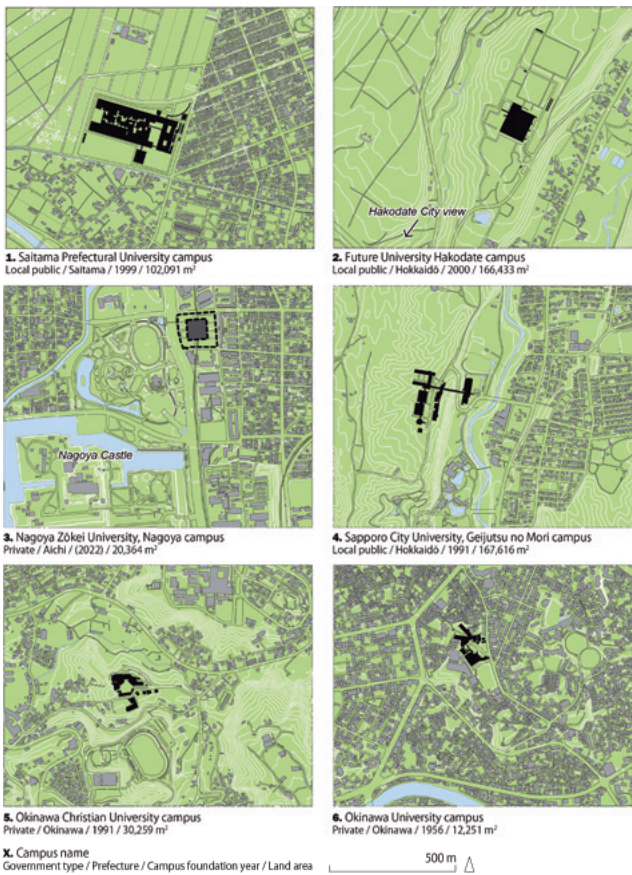 Hakodate City view
1. Saitama Prefectural University campus
Local public / Saitama / 1999 / 102,091 m²
2. Future University Hakodate campus
Local public / Hokkaidō / 2000 / 166,433 m²
Nagoya Castle
3. Nagoya Zōkei University, Nagoya campus
Private / Aichi / (2022) / 20,364 m²
4. Sapporo City University, Geijutsu no Mori campus
Local public / Hokkaidō / 1991 / 167,616 m²
5. Okinawa Christian University campus
Private / Okinawa / 1991 / 30,259 m²
6. Okinawa University campus
Private / Okinawa / 1956 / 12,251 m²
X. Campus name
Government type / Prefecture / Campus foundation year / Land area
500 m